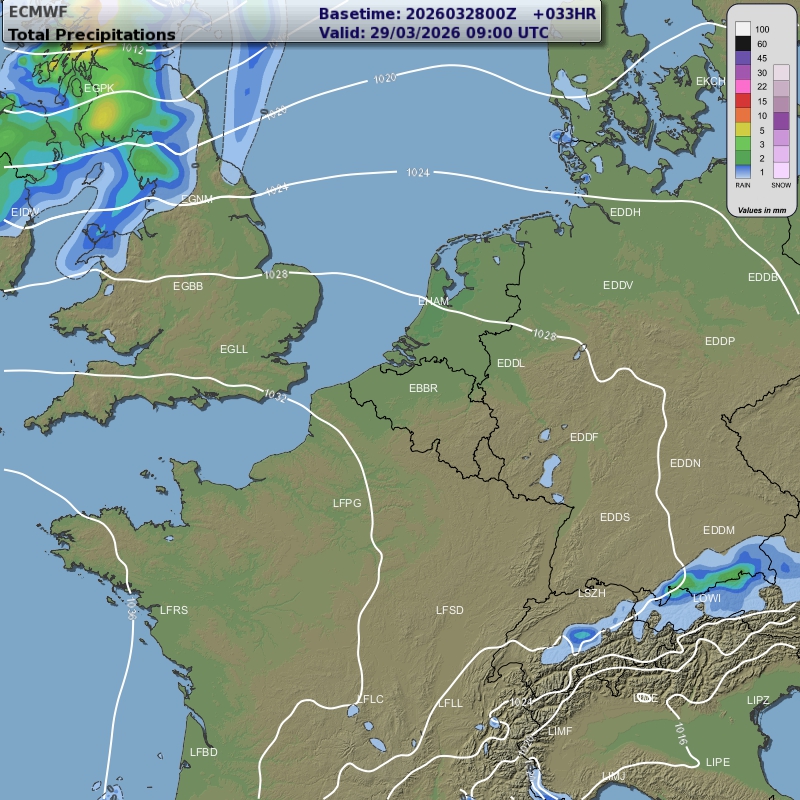 ECMWF
Basetime: 2026032800Z +033HR
Total Precipitations
Valid: 29/03/2026 09:00 UTC
1012
100
60
45
30
22
15
10
5
3
2
1
RAIN
SNOW
Values in mm
1020
EKCH
EGPK
1020
1024
1024
EGNM
EIDW
EDDH
1028
EGBB
EDDV
EDDB
EHAM
1028
EDDP
EGLL
EDDL
EBBR
1032
EDDF
EDDN
LFPG
EDDS
EDDM
LSZH
LOWI
1036
LFRS
LFSD
LFLC
LFLL
1024
LIPZ
LIMF
1016
LFBD
LIPE
LIMJ